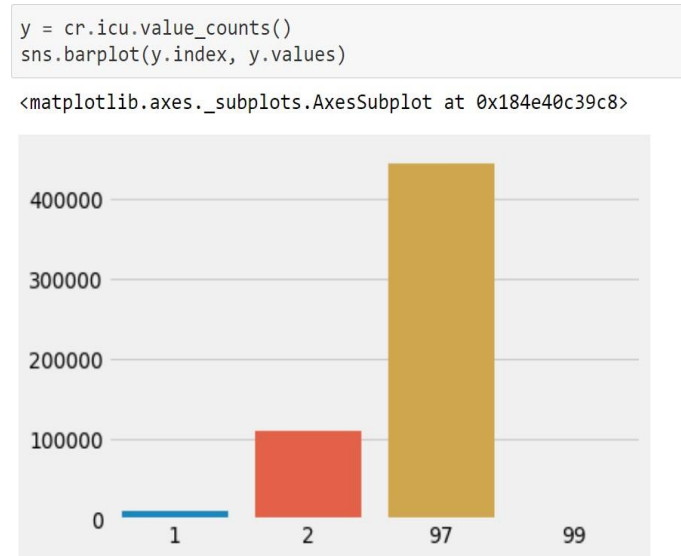 y = cr.icu.value_counts()
sns.barplot(y.index, y.values)
<matplotlib.axes._subplots.AxesSubplot at 0x184e40c39c8>
400000
300000
200000
100000
0
1 2 97 99